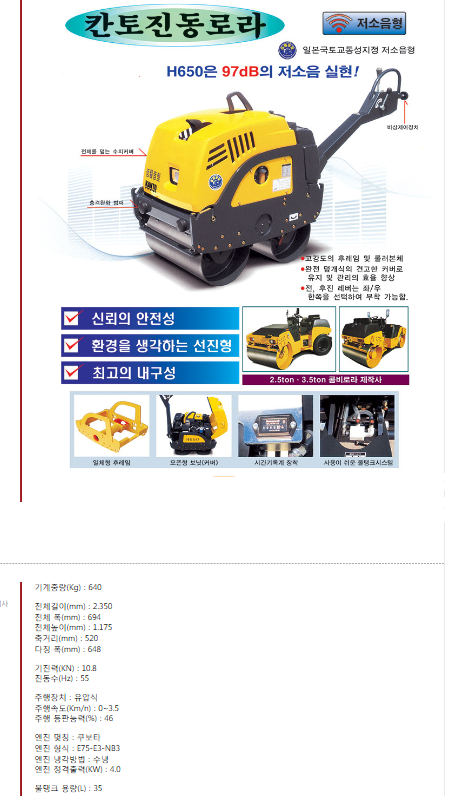 칸토진동로라
저소음형
일본국토교통성지정 저소음형
H650은 97dB의 저소음 실현!
비상제어장치
전체를 덮는 수지커버
충격완화 범퍼
•고강도의 후레임 및 롤러본체
•완전 덮개식의 견고한 커버로
유지 및 관리의 효율 향상
•전, 후진 레버는 좌/우
한쪽을 선택하여 부착 가능함.
신뢰의 안전성
환경을 생각하는 선진형
최고의 내구성
2.5ton · 3.5ton 콤비로라 제작사
일체형 후레임
오픈형 보닛(커버)
시간기록계 장착
사용이 쉬운 물탱크시스템
기계중량(Kg) : 640
전체길이(mm) : 2.350
전체 폭(mm) : 694
전체높이(mm) : 1.175
축거리(mm) : 520
다짐 폭(mm) : 648
기진력(KN) : 10.8
진동수(Hz) : 55
주행장치 : 유압식
주행속도(Km/n) : 0~3.5
주행 등판능력(%) : 46
엔진 명칭 : 쿠보타
엔진 형식 : E75-E3-NB3
엔진 냉각방법 : 수냉
엔진 정격출력(KW) : 4.0
물탱크 용량(L) : 35